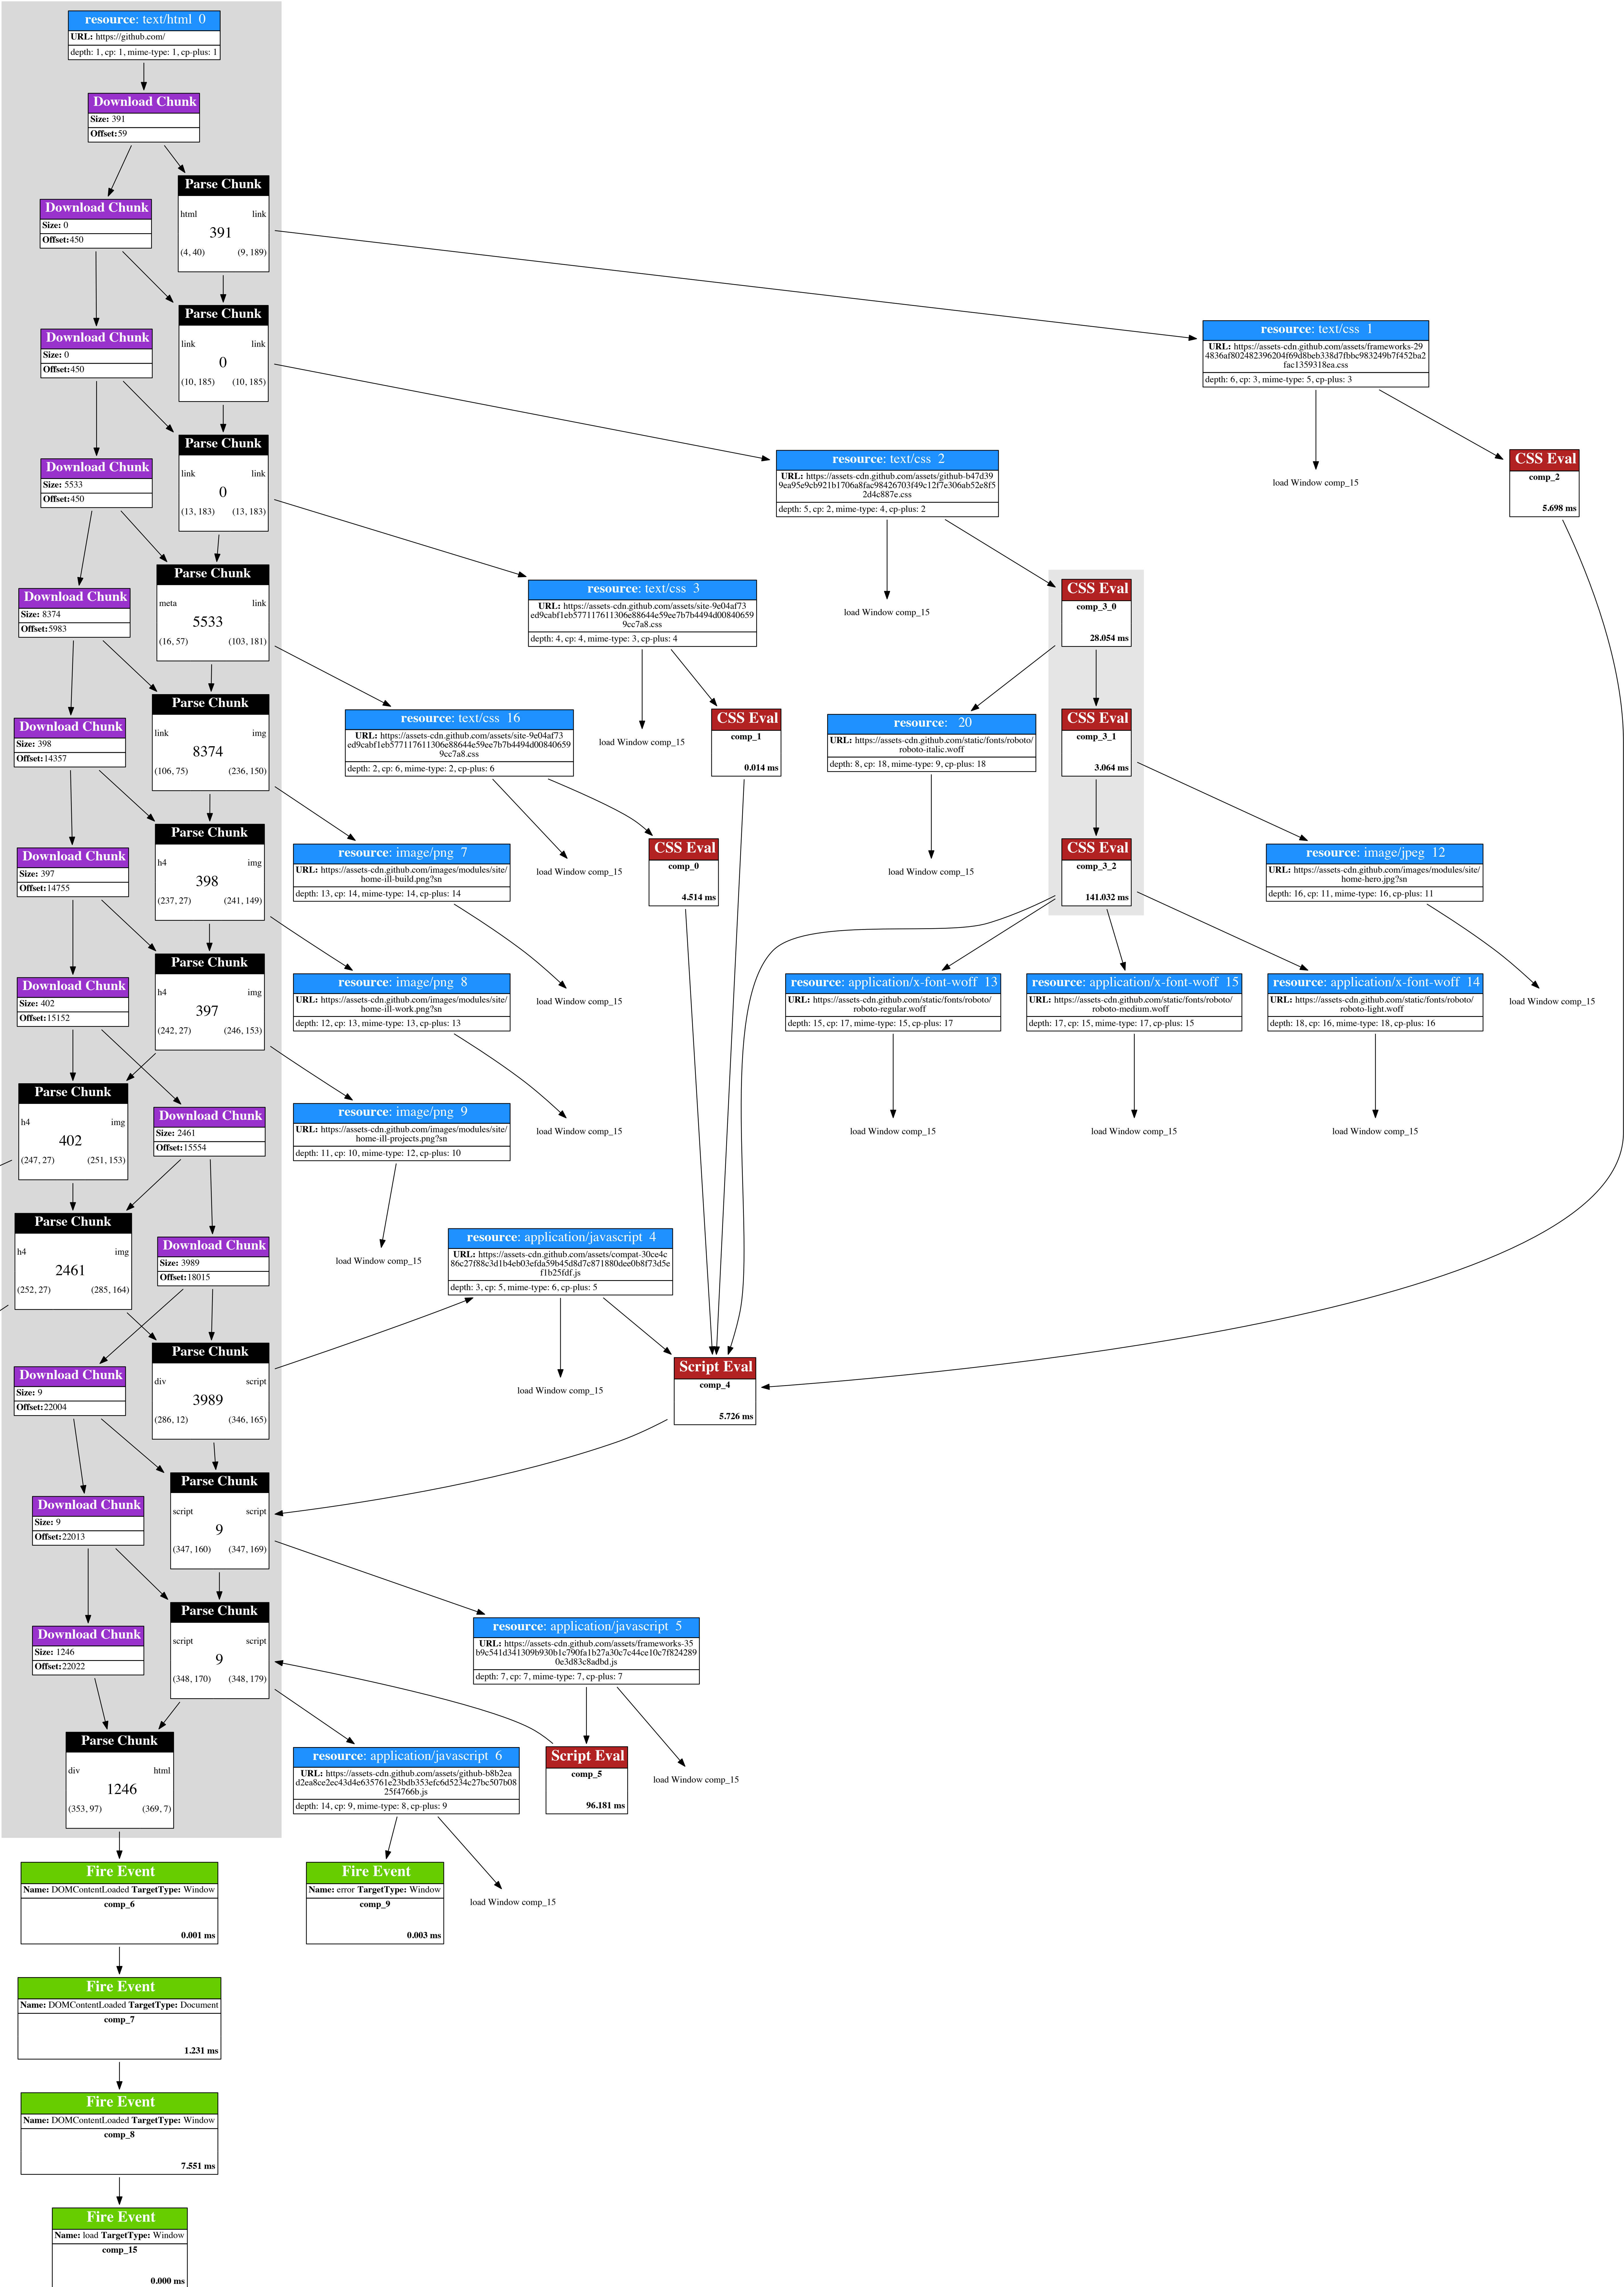 resource: text/html 0
URL: https://github.com/
depth: 1, cp: 1, mime-type: 1, cp-plus: 1
Download Chunk
Size: 391
Offset:59
Parse Chunk
html link
391
(4, 40) (9, 189)
Download Chunk
Size: 0
Offset:450
Parse Chunk
link link
0
(10, 185) (10, 185)
Download Chunk
Size: 0
Offset:450
resource: text/css 1
URL: https://assets-cdn.github.com/assets/frameworks-29
4836af802482396204f69d8beb338d7fbbc983249b7f452ba2
fac1359318ea.css
depth: 6, cp: 3, mime-type: 5, cp-plus: 3
Parse Chunk
link link
0
(13, 183) (13, 183)
Download Chunk
Size: 5533
Offset:450
resource: text/css 2
URL: https://assets-cdn.github.com/assets/github-b47d39
9ea95e9cb921b1706a8fac98426703f49c12f7e306ab52e8f5
2d4c887e.css
depth: 5, cp: 2, mime-type: 4, cp-plus: 2
load Window comp_15
CSS Eval
comp_2
5.698 ms
Parse Chunk
meta link
5533
(16, 57) (103, 181)
Download Chunk
Size: 8374
Offset:5983
resource: text/css 3
URL: https://assets-cdn.github.com/assets/site-9e04af73
ed9cabf1eb577117611306e88644e59ee7b7b4494d00840659
9cc7a8.css
depth: 4, cp: 4, mime-type: 3, cp-plus: 4
load Window comp_15
CSS Eval
comp_3_0
28.054 ms
Parse Chunk
link img
8374
(106, 75) (236, 150)
Download Chunk
Size: 398
Offset:14357
resource: text/css 16
URL: https://assets-cdn.github.com/assets/site-9e04af73
ed9cabf1eb577117611306e88644e59ee7b7b4494d00840659
9cc7a8.css
depth: 2, cp: 6, mime-type: 2, cp-plus: 6
load Window comp_15
CSS Eval
comp_1
0.014 ms
resource: 20
URL: https://assets-cdn.github.com/static/fonts/roboto/
roboto-italic.woff
depth: 8, cp: 18, mime-type: 9, cp-plus: 18
CSS Eval
comp_3_1
3.064 ms
Parse Chunk
h4 img
398
(237, 27) (241, 149)
Download Chunk
Size: 397
Offset:14755
resource: image/png 7
URL: https://assets-cdn.github.com/images/modules/site/
home-ill-build.png?sn
depth: 13, cp: 14, mime-type: 14, cp-plus: 14
load Window comp_15
CSS Eval
comp_0
4.514 ms
load Window comp_15
CSS Eval
comp_3_2
141.032 ms
resource: image/jpeg 12
URL: https://assets-cdn.github.com/images/modules/site/
home-hero.jpg?sn
depth: 16, cp: 11, mime-type: 16, cp-plus: 11
Parse Chunk
h4 img
397
(242, 27) (246, 153)
Download Chunk
Size: 402
Offset:15152
resource: image/png 8
URL: https://assets-cdn.github.com/images/modules/site/
home-ill-work.png?sn
depth: 12, cp: 13, mime-type: 13, cp-plus: 13
load Window comp_15
resource: application/x-font-woff 13
URL: https://assets-cdn.github.com/static/fonts/roboto/
roboto-regular.woff
depth: 15, cp: 17, mime-type: 15, cp-plus: 17
resource: application/x-font-woff 15
URL: https://assets-cdn.github.com/static/fonts/roboto/
roboto-medium.woff
depth: 17, cp: 15, mime-type: 17, cp-plus: 15
resource: application/x-font-woff 14
URL: https://assets-cdn.github.com/static/fonts/roboto/
roboto-light.woff
depth: 18, cp: 16, mime-type: 18, cp-plus: 16
load Window comp_15
Parse Chunk
h4 img
402
(247, 27) (251, 153)
Download Chunk
Size: 2461
Offset:15554
resource: image/png 9
URL: https://assets-cdn.github.com/images/modules/site/
home-ill-projects.png?sn
depth: 11, cp: 10, mime-type: 12, cp-plus: 10
load Window comp_15
load Window comp_15
load Window comp_15
load Window comp_15
Parse Chunk
h4 img
2461
(252, 27) (285, 164)
Download Chunk
Size: 3989
Offset:18015
load Window comp_15
resource: application/javascript 4
URL: https://assets-cdn.github.com/assets/compat-30ce4c
86c27f88c3d1b4eb03efda59b45d8d7c871880dee0b8f73d5e
f1b25fdf.js
depth: 3, cp: 5, mime-type: 6, cp-plus: 5
Parse Chunk
div script
3989
(286, 12) (346, 165)
Download Chunk
Size: 9
Offset:22004
load Window comp_15
Script Eval
comp_4
5.726 ms
Parse Chunk
script script
9
(347, 160) (347, 169)
Download Chunk
Size: 9
Offset:22013
Parse Chunk
script script
9
(348, 170) (348, 179)
Download Chunk
Size: 1246
Offset:22022
resource: application/javascript 5
URL: https://assets-cdn.github.com/assets/frameworks-35
b9c541d341309b930b1c790fa1b27a30c7c44ce10c7f824289
0e3d83c8adbd.js
depth: 7, cp: 7, mime-type: 7, cp-plus: 7
Parse Chunk
div html
1246
(353, 97) (369, 7)
resource: application/javascript 6
URL: https://assets-cdn.github.com/assets/github-b8b2ea
d2ea8ce2ec43d4e635761e23bdb353efc6d5234c27bc507b08
25f4766b.js
depth: 14, cp: 9, mime-type: 8, cp-plus: 9
Script Eval
comp_5
96.181 ms
load Window comp_15
Fire Event
Name: DOMContentLoaded TargetType: Window
comp_6
0.001 ms
Fire Event
Name: error TargetType: Window
comp_9
0.003 ms
load Window comp_15
Fire Event
Name: DOMContentLoaded TargetType: Document
comp_7
1.231 ms
Fire Event
Name: DOMContentLoaded TargetType: Window
comp_8
7.551 ms
Fire Event
Name: load TargetType: Window
comp_15
0.000 ms